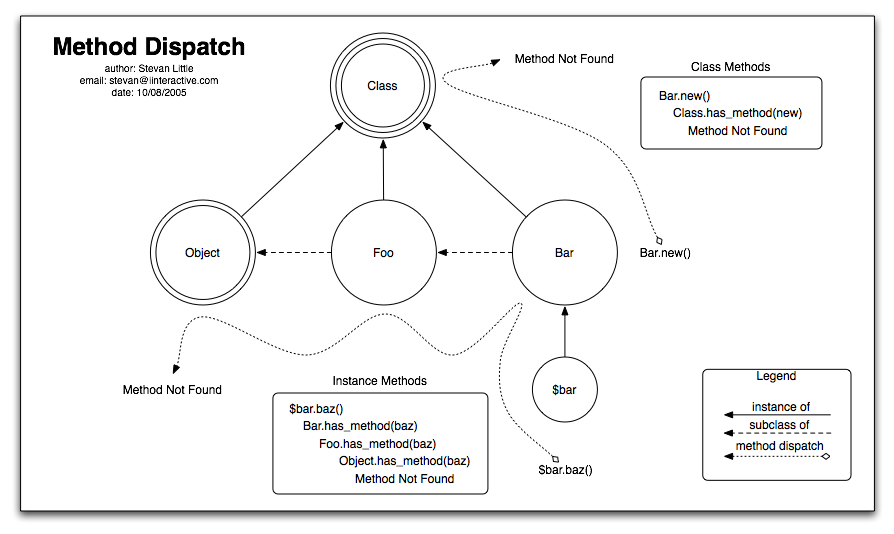 Method Dispatch
author: Stevan Little
email: stevan@iinteractive.com
date: 10/08/2005
Class
Method Not Found
Class Methods
Bar.new()
Class.has_method(new)
Method Not Found
Object
Foo
Bar
Bar.new()
Method Not Found
Instance Methods
$bar.baz()
Bar.has_method(baz)
Foo.has_method(baz)
Object.has_method(baz)
Method Not Found
$bar
$bar.baz()
Legend
instance of
subclass of
method dispatch